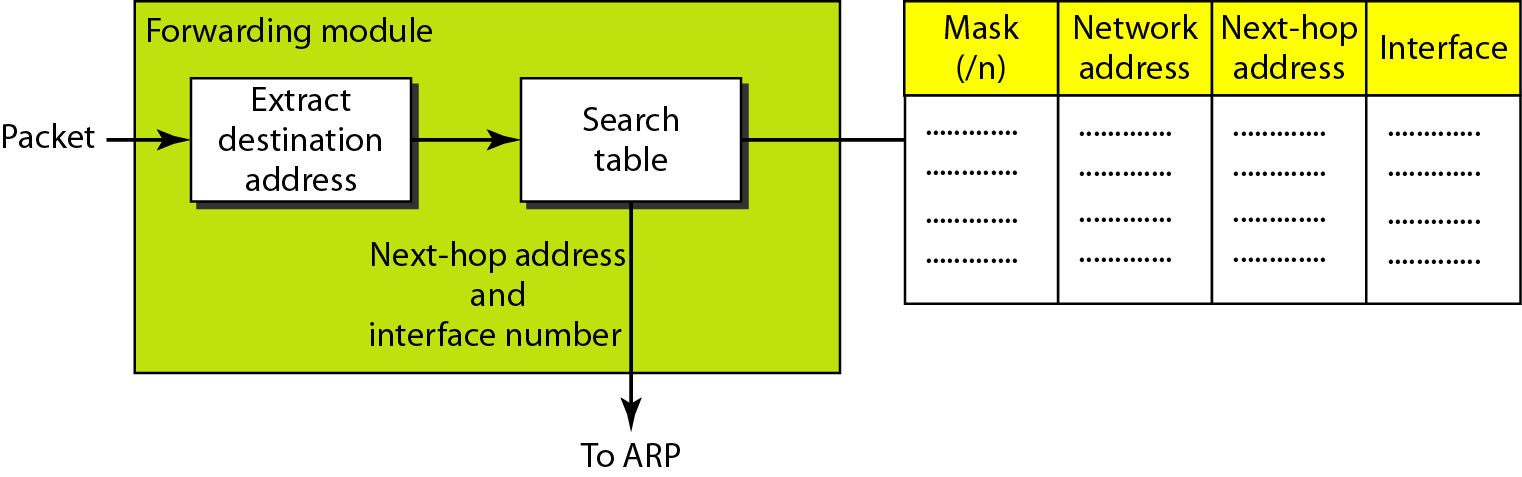 Forwarding module
Packet
Extract
destination
address
Search
table
Next-hop address
and
interface number
To ARP
Mask
(/n)
Network
address
Next-hop
address
Interface
............. ............. ............. .............
............. ............. ............. .............
............. ............. ............. .............
............. ............. ............. .............